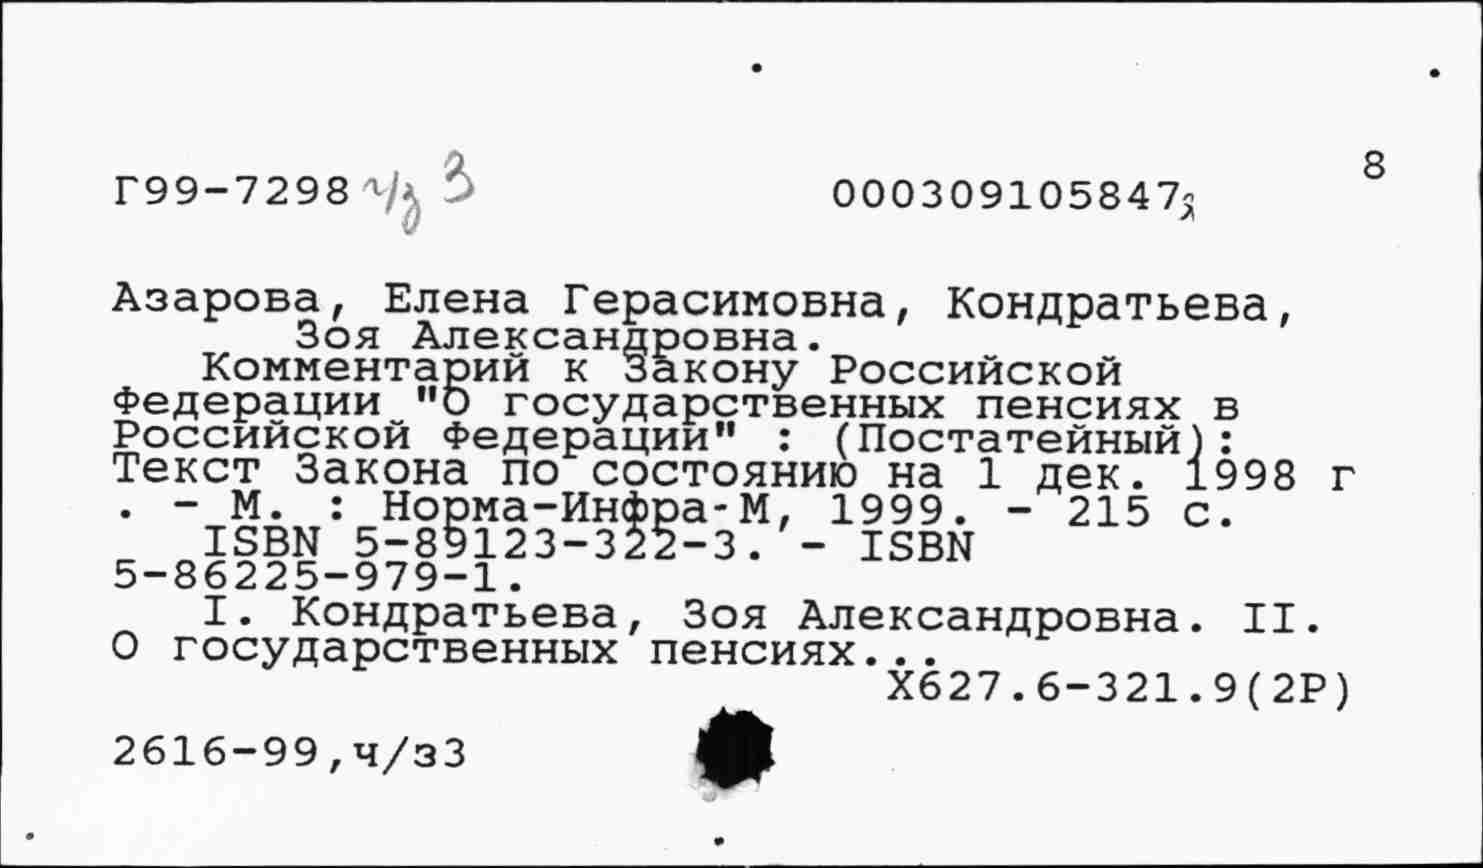 8
Г99-7298 ч/з 3 000309105847
Азарова, Елена Герасимовна, Кондратьева,
Зоя Александровна.
Комментарий к Закону Российской
Федерации "О государственных пенсиях в
Российской Федерации" : (Постатейный):
Текст Закона по состоянию на 1 дек. 1998 г
. - М. : Норма-Инфра-М, 1999. - 215 с.
ISBN 5-89123-322-3. - ISBN
5-86225-979-1.
I. Кондратьева, Зоя Александровна. II.
О государственных пенсиях...
Х627.6-321.9(2Р)
2616-99,ч/з3